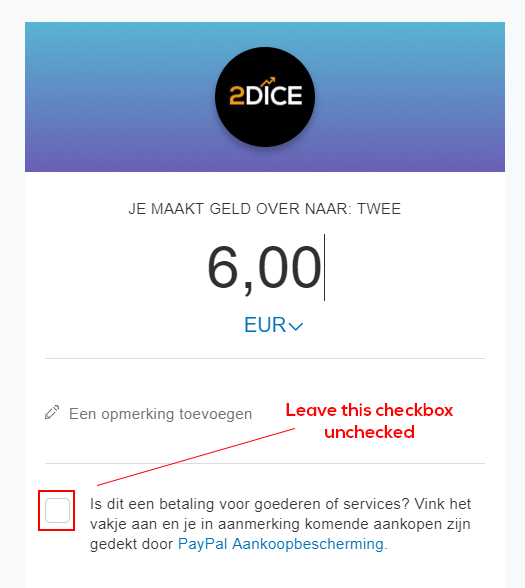 2DICE
JE MAAKT GELD OVER NAAR: TWEE
6,00
EUR
Een opmerking toevoegen
Leave this checkbox
unchecked
Is dit een betaling voor goederen of services? Vink het
vakje aan en je in aanmerking komende aankopen zijn
gedekt door PayPal Aankoopbescherming.